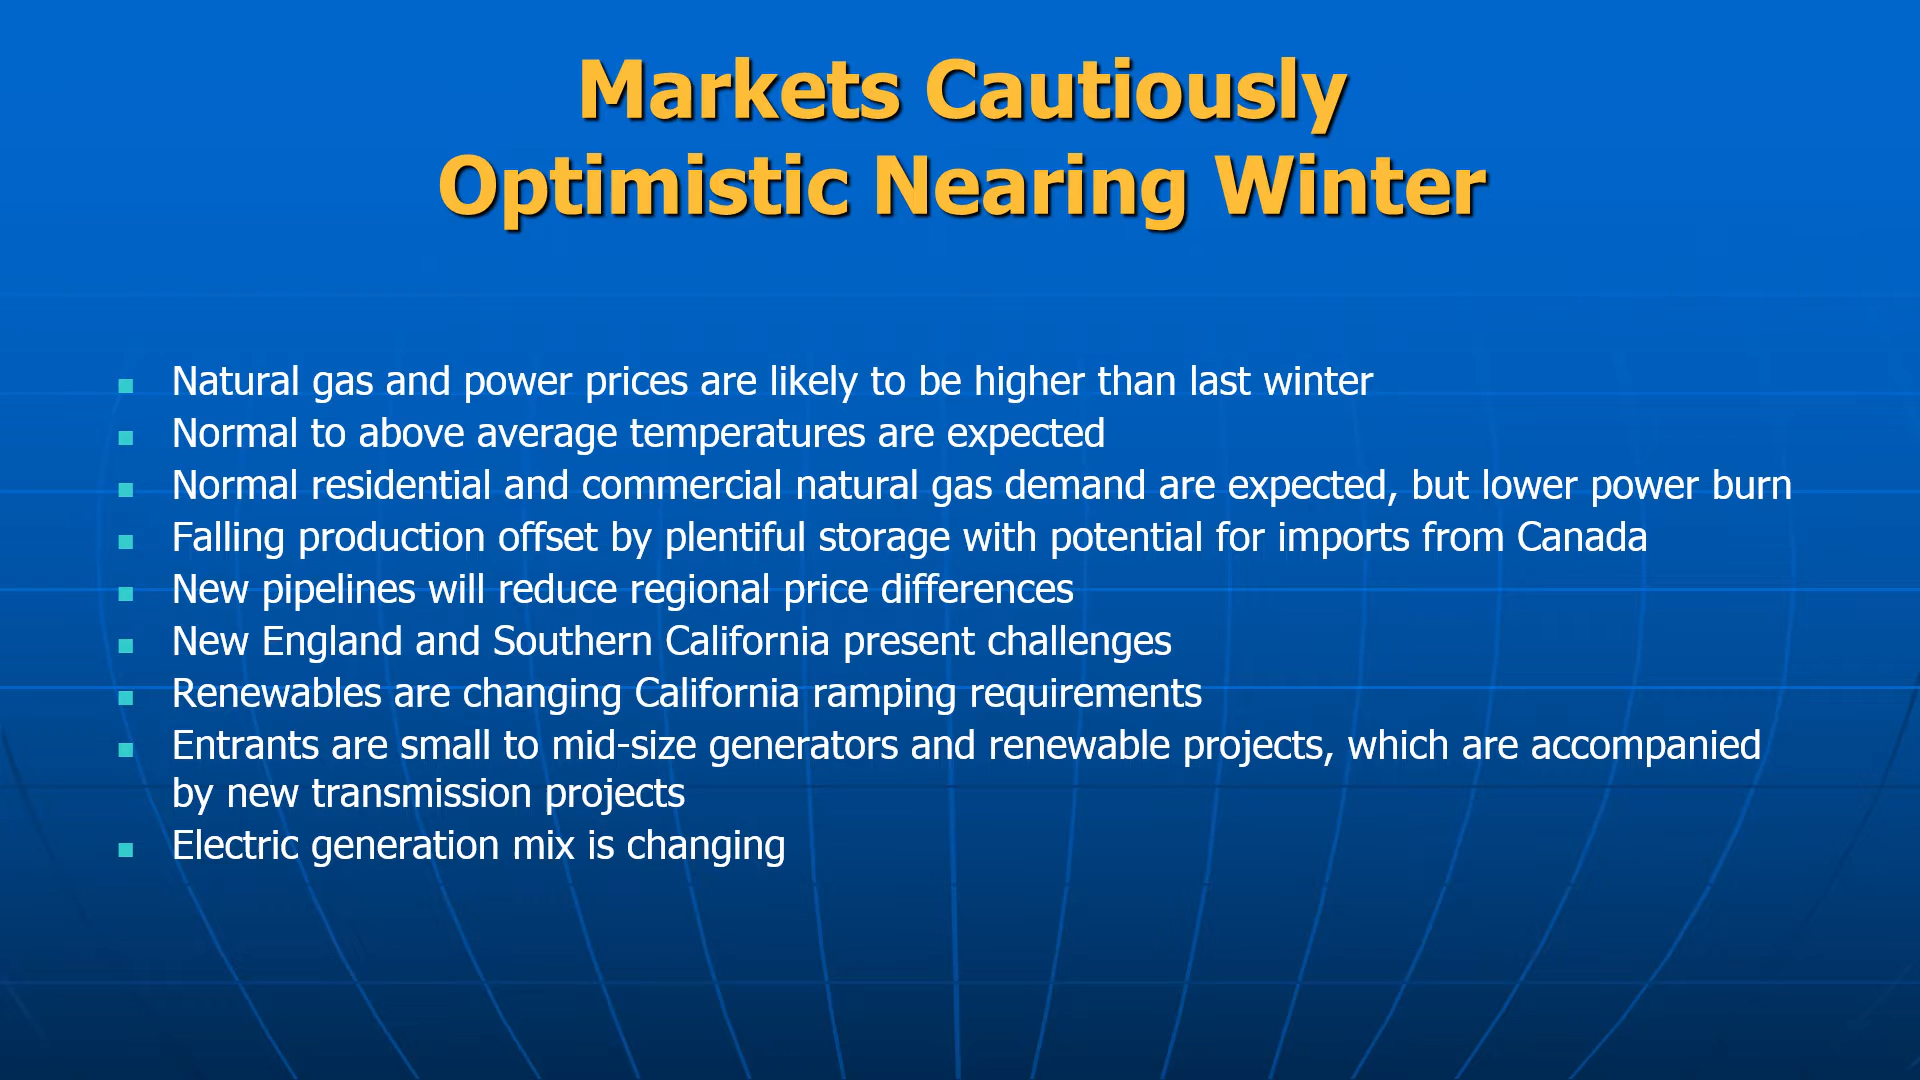 Markets Cautiously
Optimistic Nearing Winter
Natural gas and power prices are likely to be higher than last winter
Normal to above average temperatures are expected
Normal residential and commercial natural gas demand are expected, but lower power burn
Falling production offset by plentiful storage with potential for imports from Canada
New pipelines will reduce regional price differences
New England and Southern California present challenges
Renewables are changing California ramping requirements
Entrants are small to mid-size generators and renewable projects, which are accompanied
by new transmission projects
Electric generation mix is changing